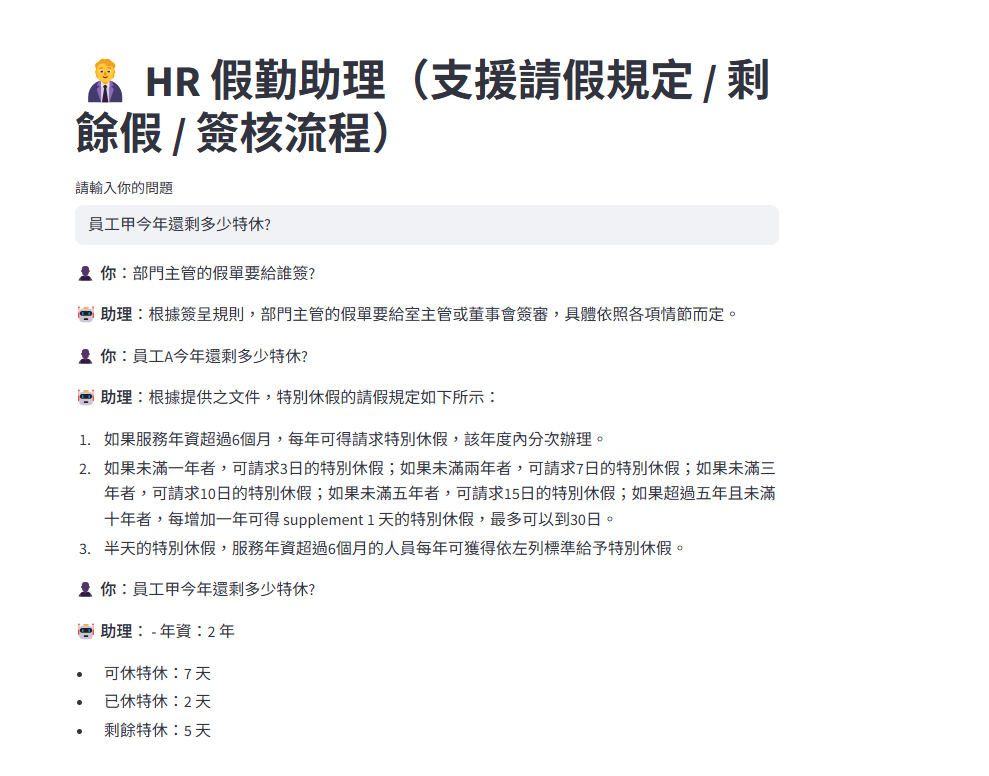 HR 假勤助理（支援請假規定 / 剩
餘假 / 簽核流程）
請輸入你的問題
員工甲今年還剩多少特休?
你：部門主管的假單要給誰簽?
助理：根據簽呈規則，部門主管的假單要給室主管或董事會簽審，具體依照各項情節而定。
你：員工A今年還剩多少特休?
助理：根據提供之文件，特別休假的請假規定如下所示：
1. 如果服務年資超過6個月，每年可得請求特別休假，該年度內分次辦理。
2. 如果未滿一年者，可請求3日的特別休假；如果未滿兩年者，可請求7日的特別休假；如果未滿三
年者，可請求10日的特別休假；如果未滿五年者，可請求15日的特別休假；如果超過五年且未滿
十年者，每增加一年可得 supplement 1 天的特別休假，最多可以到30日。
3. 半天的特別休假，服務年資超過6個月的人員每年可獲得依左列標準給予特別休假。
你：員工甲今年還剩多少特休?
助理： - 年資：2 年
• 可休特休：7 天
• 已休特休：2 天
• 剩餘特休：5 天